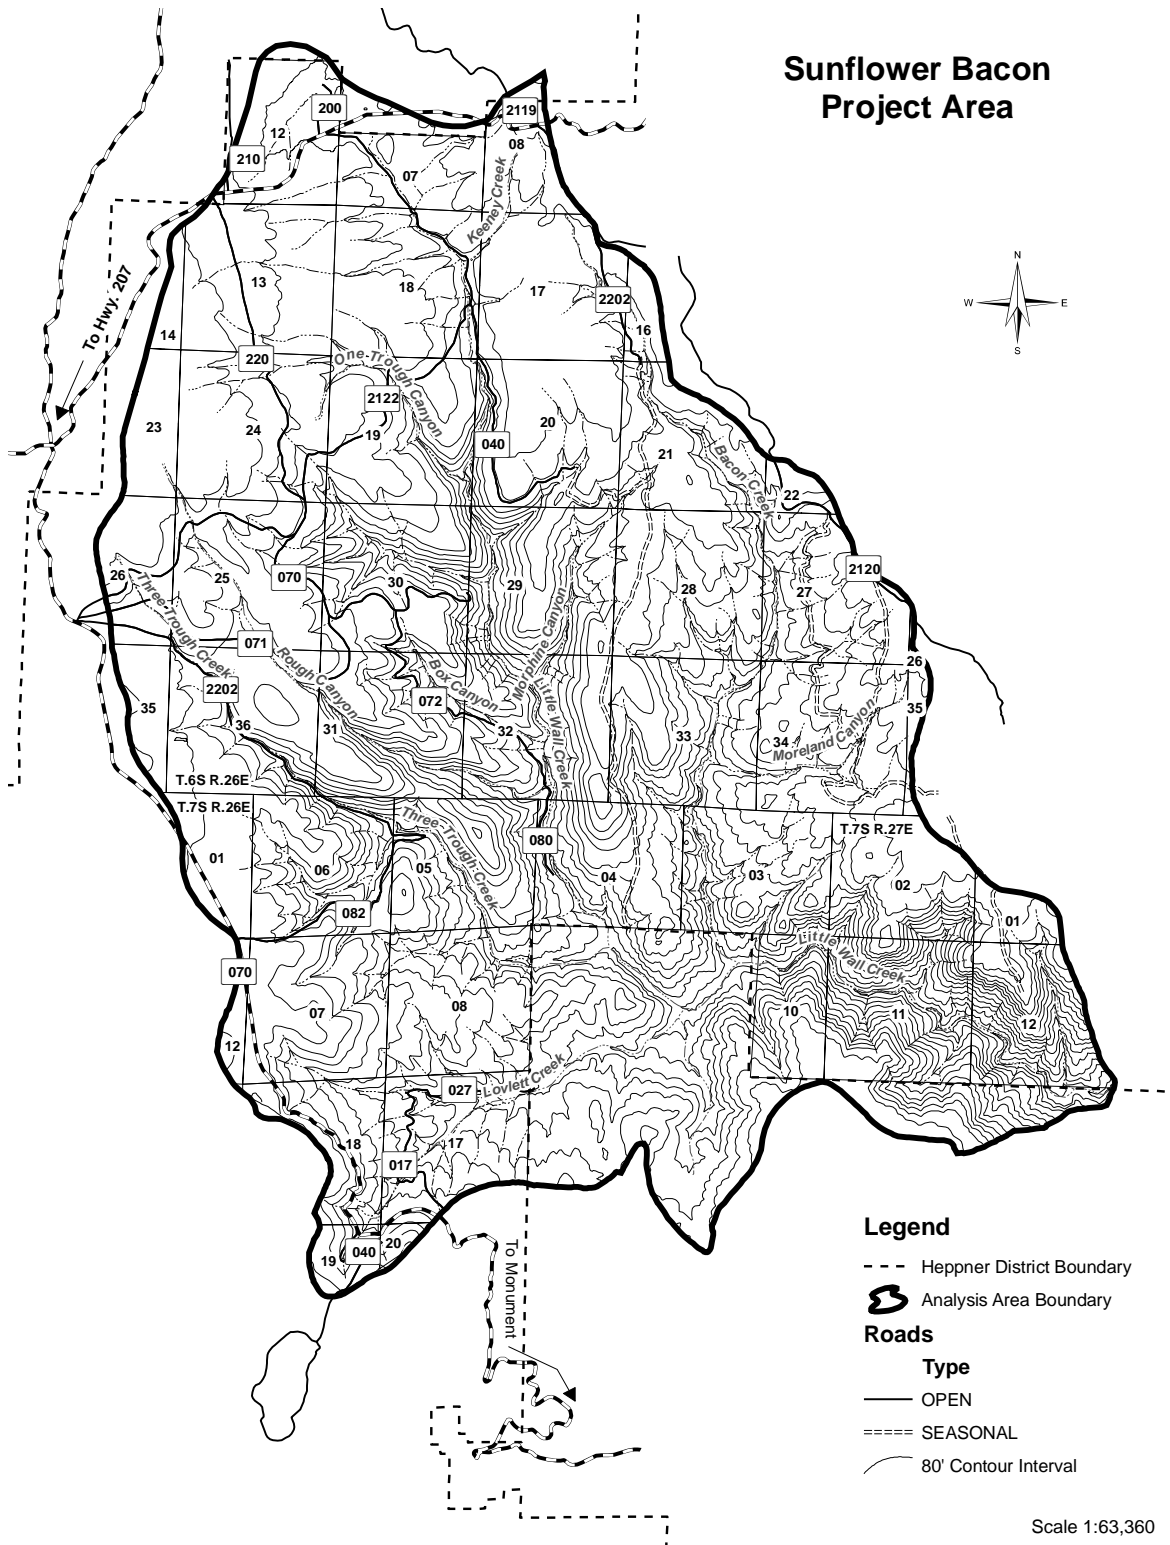 Sunflower Bacon
Project Area
200
2119
12
08
210
07
Keeney Creek
N
W E
S
To Hwy. 207
13
18
17
2202
16
14
220
One Trough Canyon
2122
23
24
19
20
040
21
Bacon Creek
22
2120
26
25
070
30
29
28
27
Three Trough Creek
071
Rough Canyon
Morphine Canyon
26
2202
Box Canyon
072
Little Wall Creek
35
36
31
32
33
34
Moreland Canyon
35
T.6S R.26E
T.7S R.26E
Three Trough Creek
080
T.7S R.27E
01
06
05
04
03
02
082
01
070
Little Wall Creek
07
08
10
11
12
12
027
Lovlett Creek
18
17
017
19
040
20
To Monument
Legend
Heppner District Boundary
Analysis Area Boundary
Roads
Type
OPEN
SEASONAL
80' Contour Interval
Scale 1:63,360